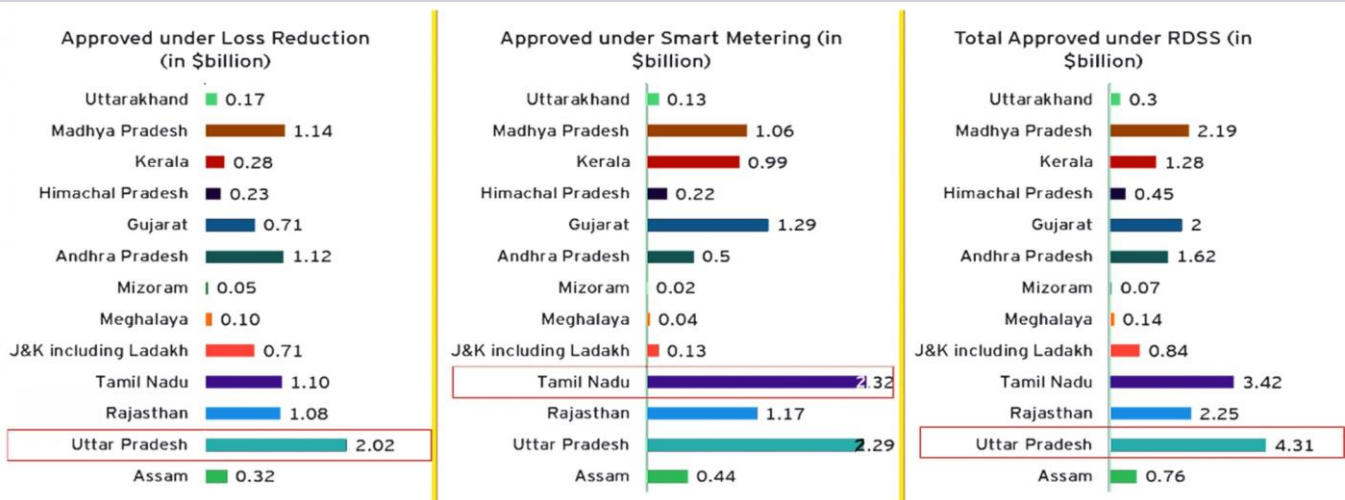 Approved under Loss Reduction
(in $billion)
Uttarakhand 0.17
Madhya Pradesh 1.14
Kerala 0.28
Himachal Pradesh 0.23
Gujarat 0.71
Andhra Pradesh 1.12
Mizoram 0.05
Meghalaya 0.10
J&K including Ladakh 0.71
Tamil Nadu 1.10
Rajasthan 1.08
Uttar Pradesh 2.02
Assam 0.32
Approved under Smart Metering (in
$billion)
Uttarakhand 0.13
Madhya Pradesh 1.06
Kerala 0.99
Himachal Pradesh 0.22
Gujarat 1.29
Andhra Pradesh 0.5
Mizoram 0.02
Meghalaya 0.04
J&K including Ladakh 0.13
Tamil Nadu 2.32
Rajasthan 1.17
Uttar Pradesh 2.29
Assam 0.44
Total Approved under RDSS (in
$billion)
Uttarakhand 0.3
Madhya Pradesh 2.19
Kerala 1.28
Himachal Pradesh 0.45
Gujarat 2
Andhra Pradesh 1.62
Mizoram 0.07
Meghalaya 0.14
J&K including Ladakh 0.84
Tamil Nadu 3.42
Rajasthan 2.25
Uttar Pradesh 4.31
Assam 0.76